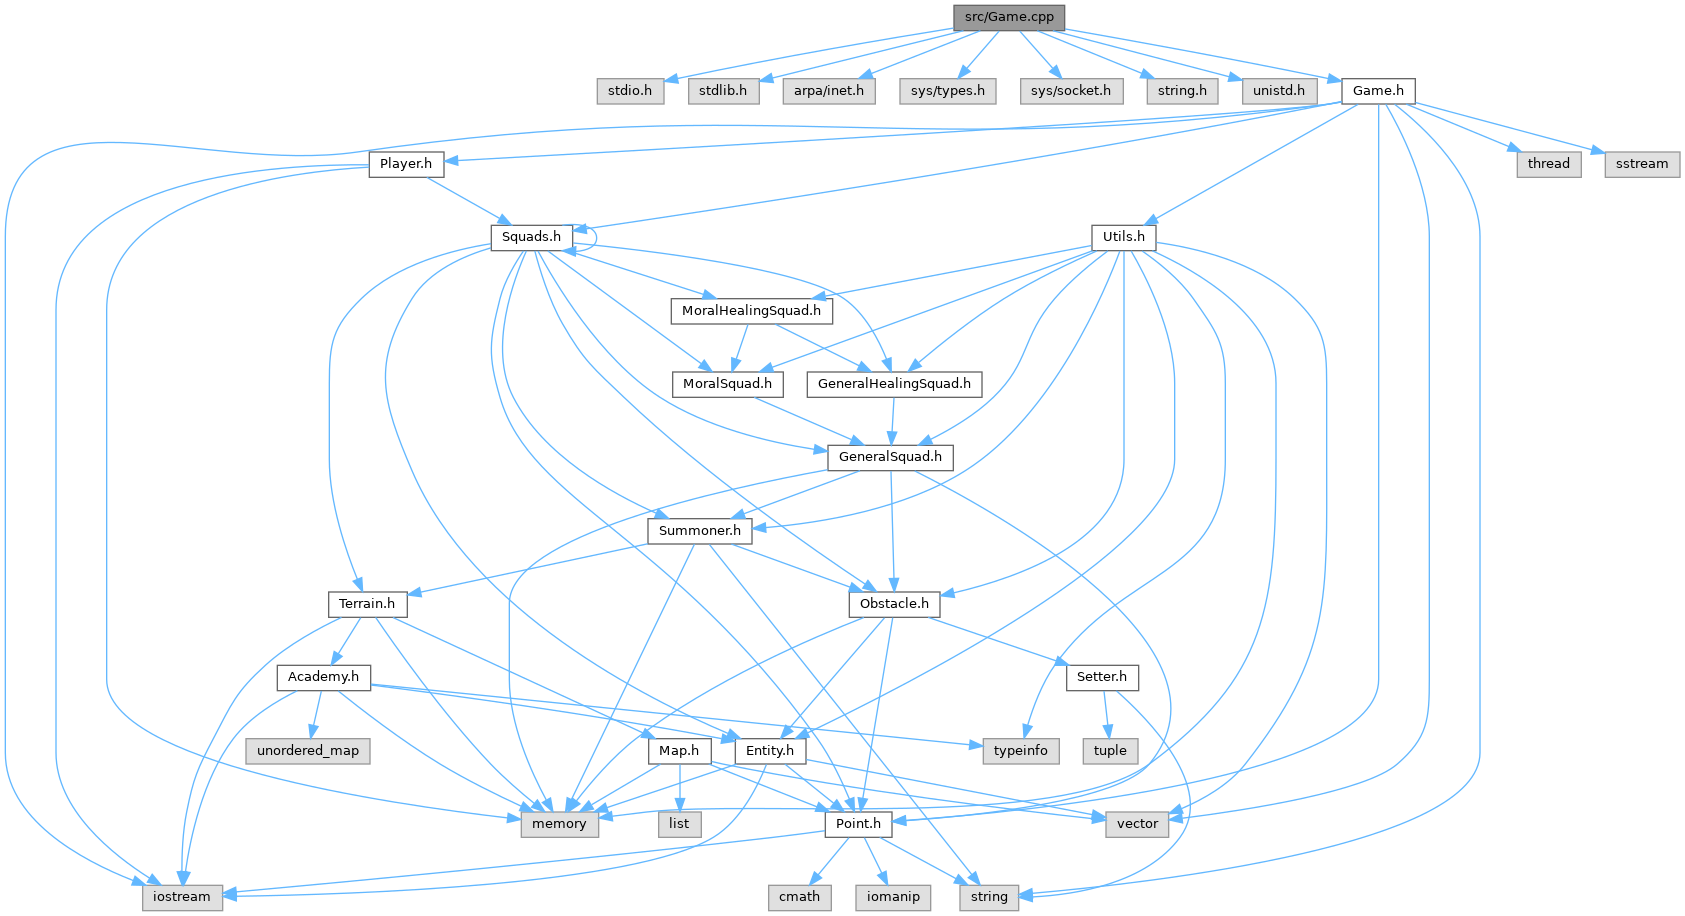 src/Game.cpp
stdio.h
stdlib.h
arpa/inet.h
sys/types.h
sys/socket.h
string.h
unistd.h
Game.h
Player.h
thread
sstream
Squads.h
Utils.h
MoralHealingSquad.h
MoralSquad.h
GeneralHealingSquad.h
GeneralSquad.h
Summoner.h
Terrain.h
Obstacle.h
Academy.h
Setter.h
unordered_map
Map.h
Entity.h
typeinfo
tuple
memory
list
Point.h
vector
iostream
cmath
iomanip
string